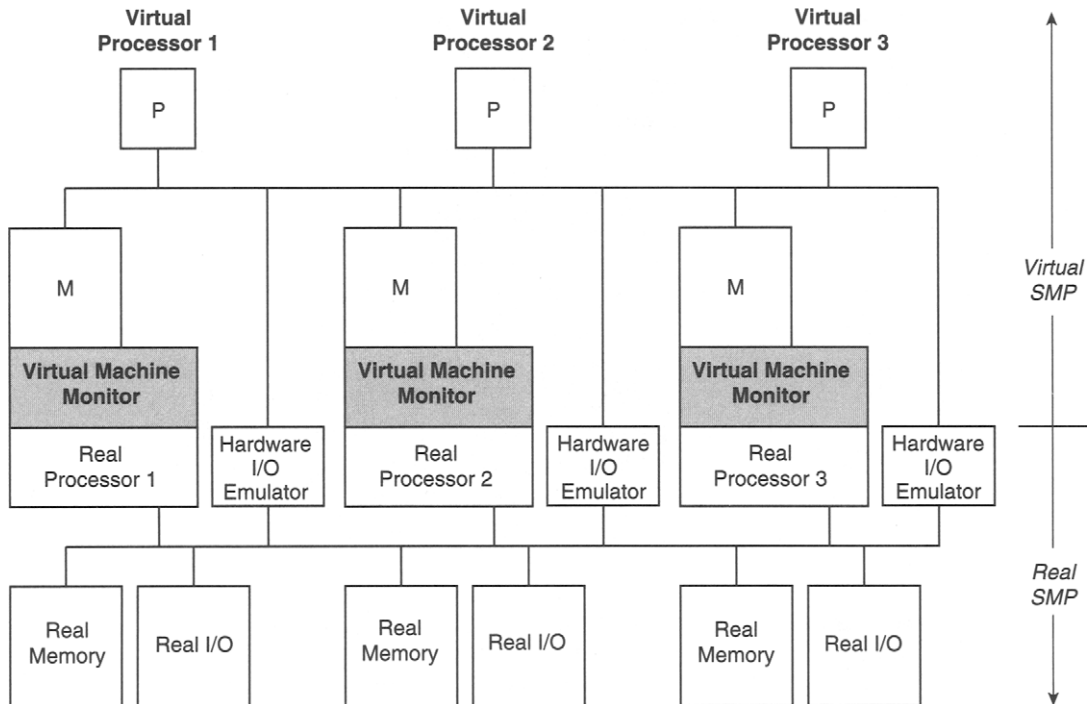 Virtual
Processor 1
Virtual
Processor 2
Virtual
Processor 3
P
P
P
M
M
M
Virtual
SMP
Virtual Machine
Monitor
Virtual Machine
Monitor
Virtual Machine
Monitor
Real
Processor 1
Hardware
I/O
Emulator
Real
Processor 2
Hardware
I/O
Emulator
Real
Processor 3
Hardware
I/O
Emulator
Real
SMP
Real
Memory
Real I/O
Real
Memory
Real I/O
Real
Memory
Real I/O